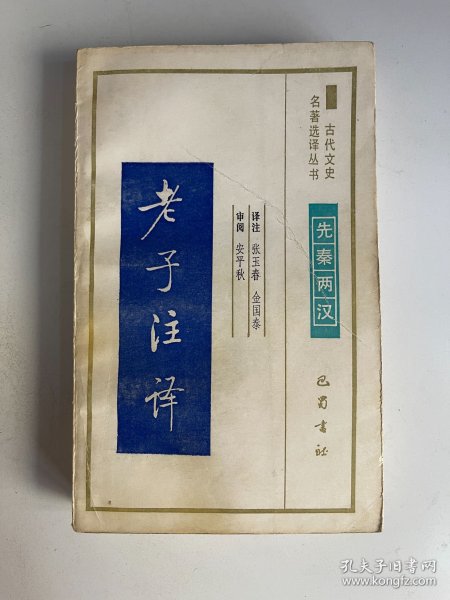 古代文史
名著选译丛书
先秦两汉
巴蜀书社
译注 张玉春 金国泰
审阅 安平秋
老子注译
孔夫子旧书网
www.kongfz.com